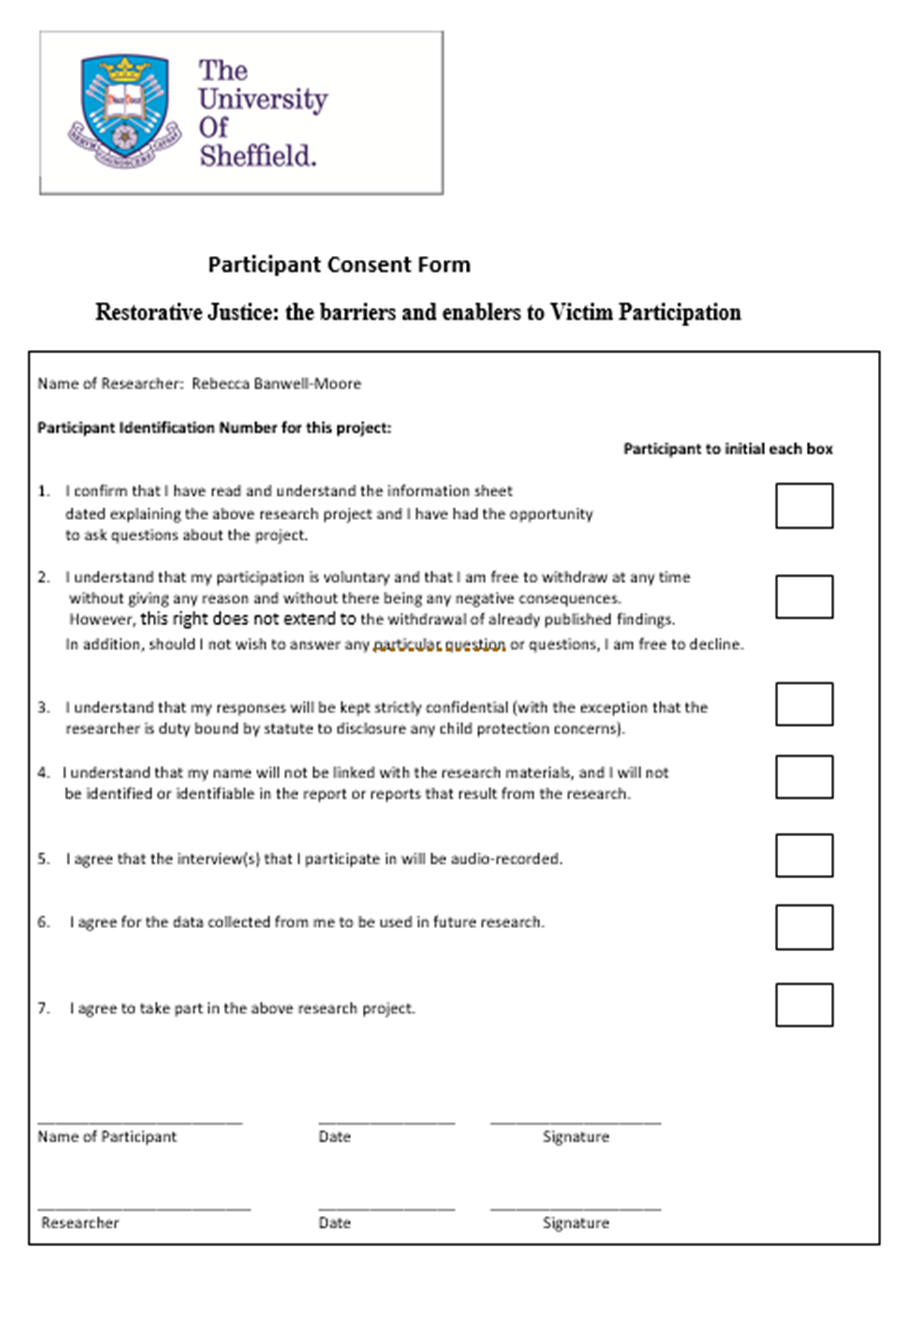 The
University
Of
Sheffield.
Participant Consent Form
Restorative Justice: the barriers and enablers to Victim Participation
Name of Researcher: Rebecca Banwell-Moore
Participant Identification Number for this project:
Participant to initial each box
1. I confirm that I have read and understand the information sheet
dated explaining the above research project and I have had the opportunity
to ask questions about the project.
2. I understand that my participation is voluntary and that I am free to withdraw at any time
without giving any reason and without there being any negative consequences.
However, this right does not extend to the withdrawal of already published findings.
In addition, should I not wish to answer any particular question or questions, I am free to decline.
3. I understand that my responses will be kept strictly confidential (with the exception that the
researcher is duty bound by statute to disclosure any child protection concerns).
4. I understand that my name will not be linked with the research materials, and I will not
be identified or identifiable in the report or reports that result from the research.
5. I agree that the interview(s) that I participate in will be audio-recorded.
6. I agree for the data collected from me to be used in future research.
7. I agree to take part in the above research project.
Name of Participant Date Signature
Researcher Date Signature